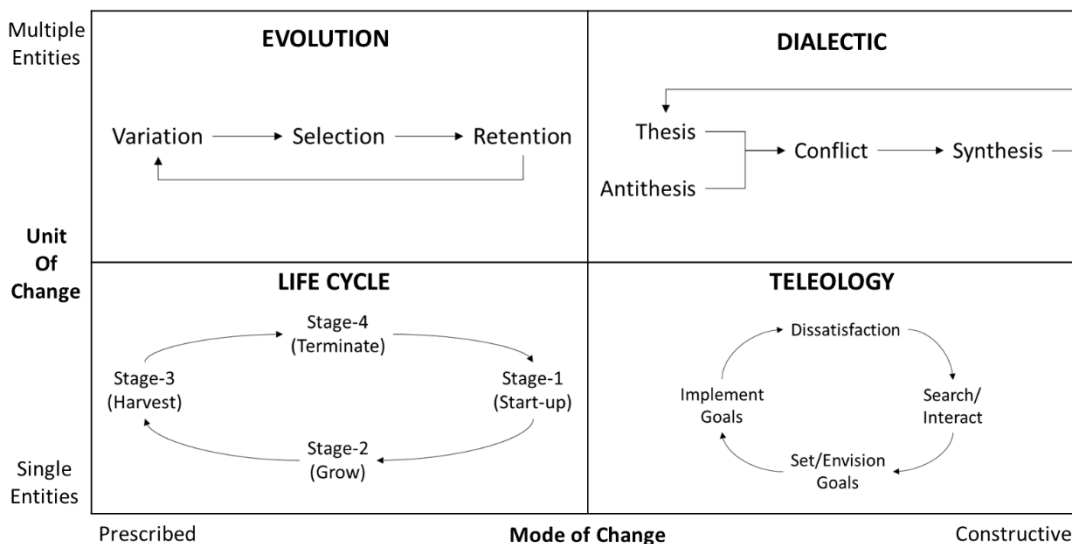 Multiple
Entities
EVOLUTION
Variation
Selection
Retention
DIALECTIC
Thesis
Antithesis
Conflict
Synthesis
Unit
Of
Change
LIFE CYCLE
Stage-4
(Terminate)
Stage-3
(Harvest)
Stage-1
(Start-up)
Stage-2
(Grow)
TELEOLOGY
Dissatisfaction
Implement
Goals
Search/
Interact
Set/Envision
Goals
Single
Entities
Prescribed
Mode of Change
Constructive